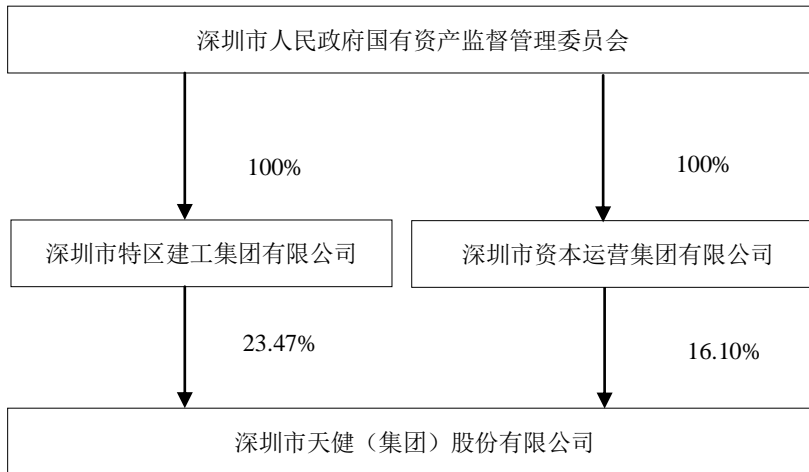 深圳市人民政府国有资产监督管理委员会
100%
100%
深圳市特区建工集团有限公司
深圳市资本运营集团有限公司
23.47%
16.10%
深圳市天健（集团）股份有限公司